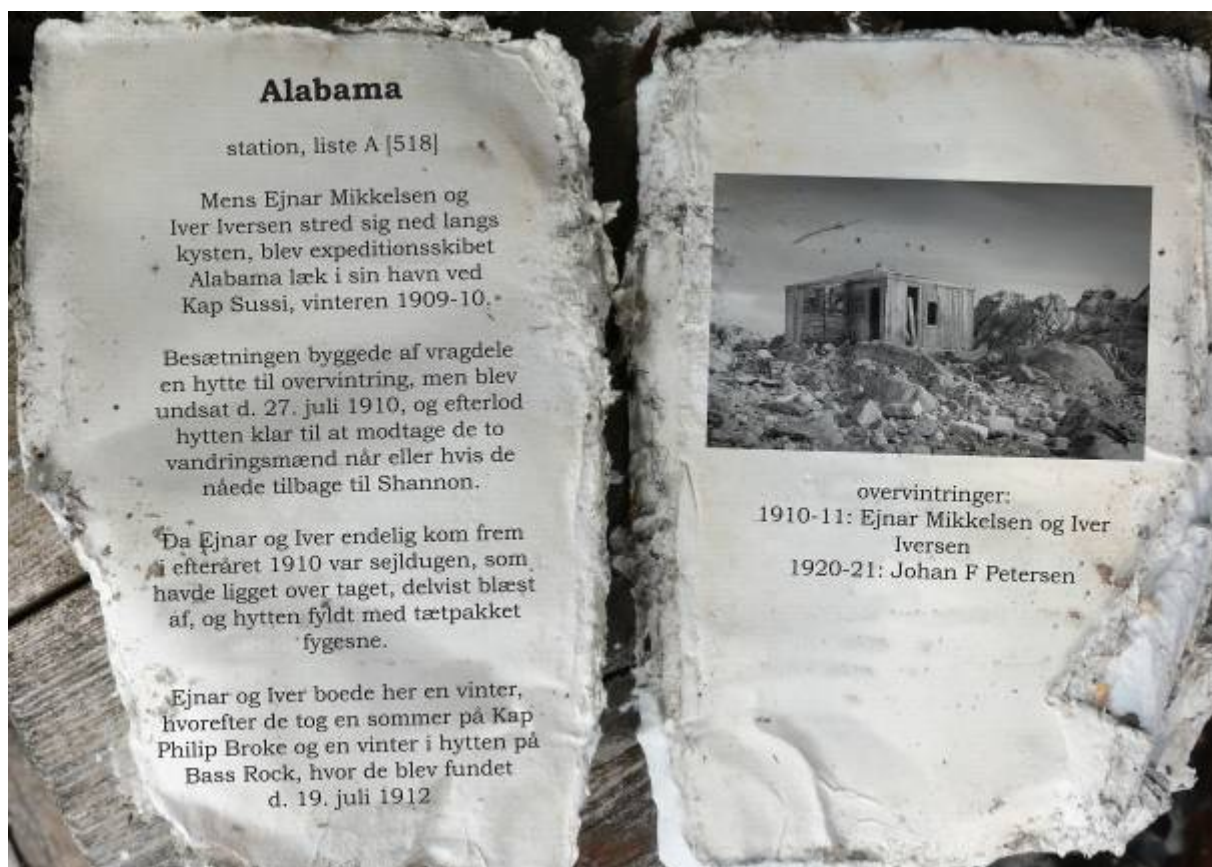 Alabama
station, liste A [518]
Mens Ejnar Mikkelsen og
Iver Iversen stred sig ned langs
kysten, blev expeditionsskibet
Alabama læk i sin havn ved
Kap Sussi, vinteren 1909-10.
Besætningen byggede af vragdele
en hytte til overvintring, men blev
undsat d. 27. juli 1910, og efterlod
hytten klar til at modtage de to
vandringsmænd når eller hvis de
nåede tilbage til Shannon.
Da Ejnar og Iver endelig kom frem
i efteråret 1910 var sejldugen, som
havde ligget over taget, delvist blæst
af, og hytten fyldt med tætpakket
fygesne.
Ejnar og Iver boede her en vinter,
hvorefter de tog en sommer på Kap
Philip Broke og en vinter i hytten på
Bass Rock, hvor de blev fundet
d. 19. juli 1912
overvintringer:
1910-11: Ejnar Mikkelsen og Iver
Iversen
1920-21: Johan F Petersen